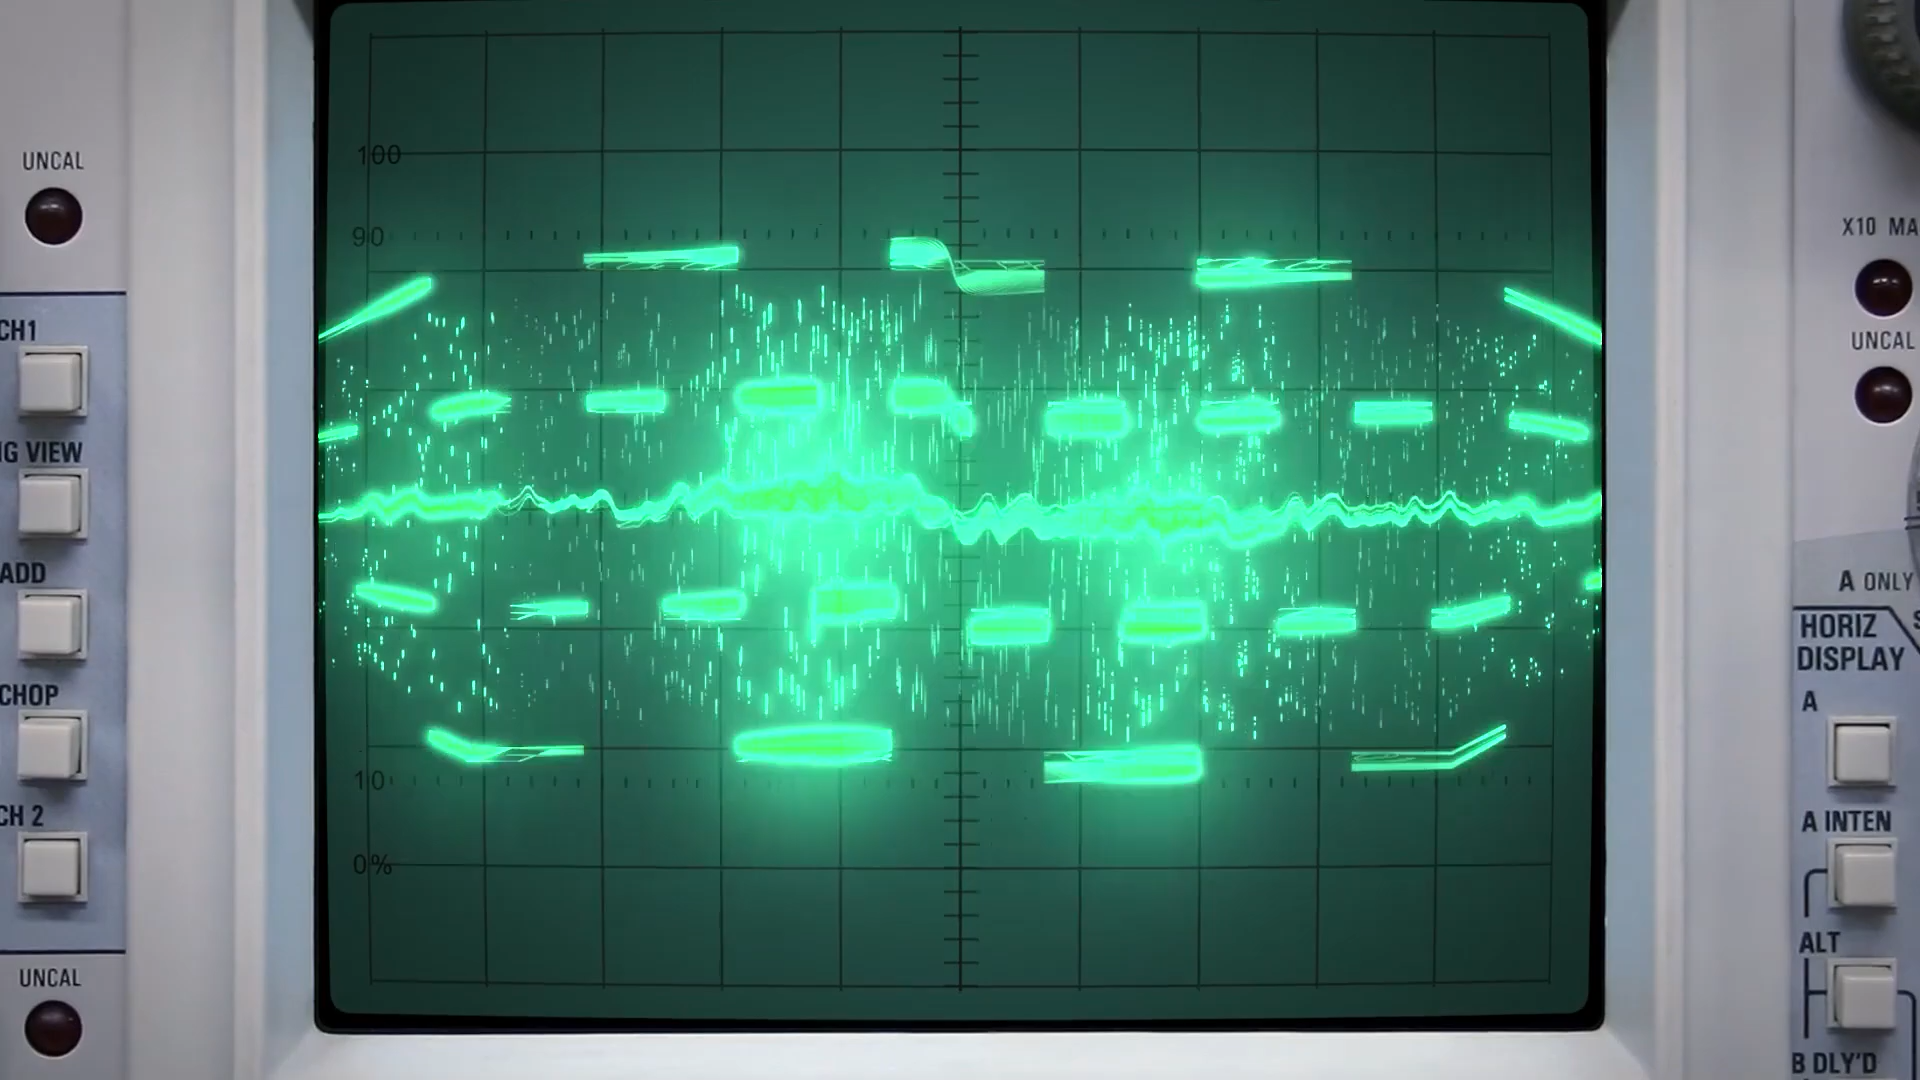 UNCAL
CH1
IG VIEW
ADD
CHOP
CH 2
UNCAL
100
90
10
0%
X10 MA
UNCAL
A ONLY
HORIZ
DISPLAY
A
A INTEN
ALT
B DLY'D